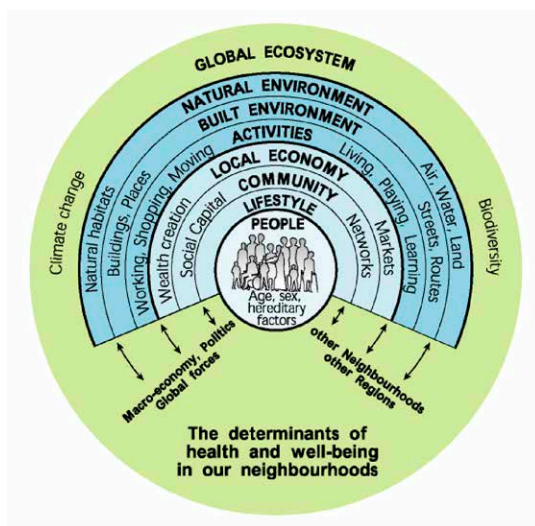 GLOBAL ECOSYSTEM
NATURAL ENVIRONMENT
BUILT ENVIRONMENT
ACTIVITIES
LOCAL ECONOMY
COMMUNITY
LIFESTYLE
PEOPLE
Age, sex,
hereditary
factors
Climate change
Natural habitats
Buildings, Places
Working, Shopping, Moving
Wealth creation
Social Capital
Networks
Markets
Living, Playing, Learning
Streets, Routes
Air, Water, Land
Biodiversity
Macro-economy, Politics
Global forces
other Neighbourhoods
other Regions
The determinants of
health and well-being
in our neighbourhoods